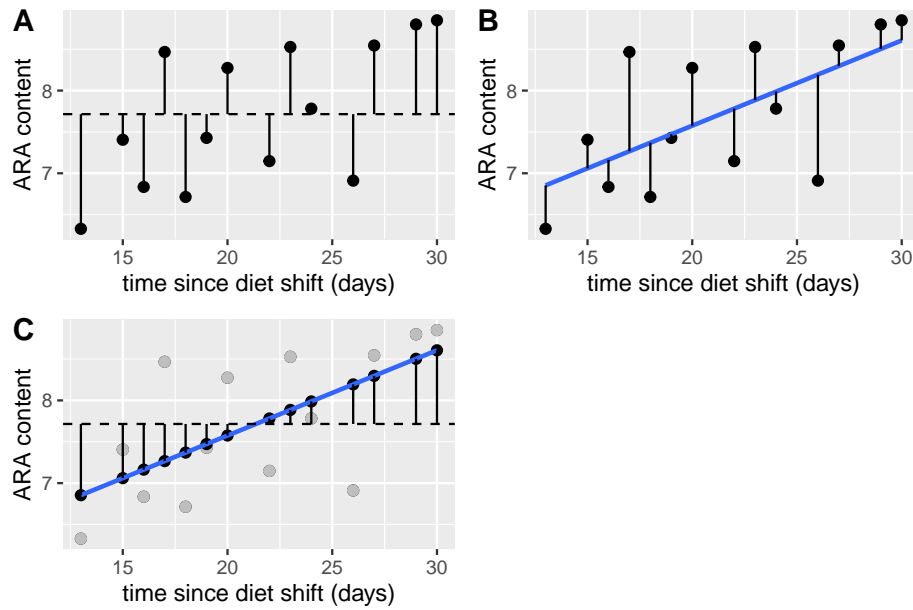 A
B
ARA content
8
7
15 20 25 30
time since diet shift (days)
ARA content
8
7
15 20 25 30
time since diet shift (days)
C
ARA content
8
7
15 20 25 30
time since diet shift (days)